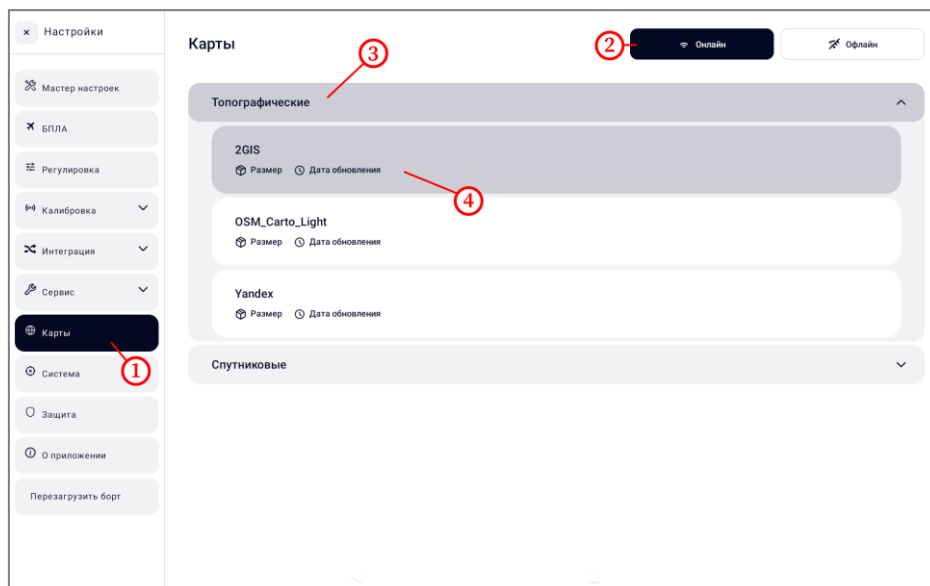 × Настройки
Мастер настроек
БПЛА
Регулировка
Калибровка
Интеграция
Сервис
Карты
1
Система
Защита
О приложении
Перезагрузить борт
Карты
3
2
Онлайн
Офлайн
Топографические
2GIS
Размер Дата обновления
4
OSM_Carto_Light
Размер Дата обновления
Yandex
Размер Дата обновления
Спутниковые